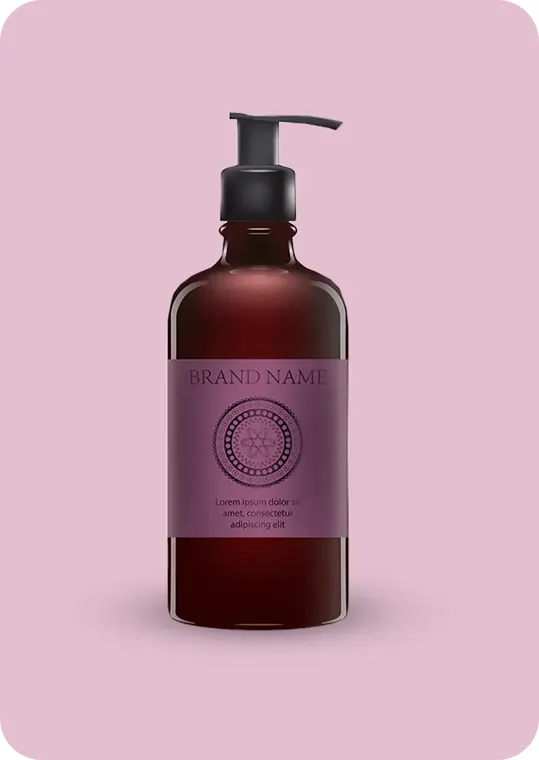 BRAND NAME
Lorem ipsum dolor sit
amet, consectetur
adipiscing elit